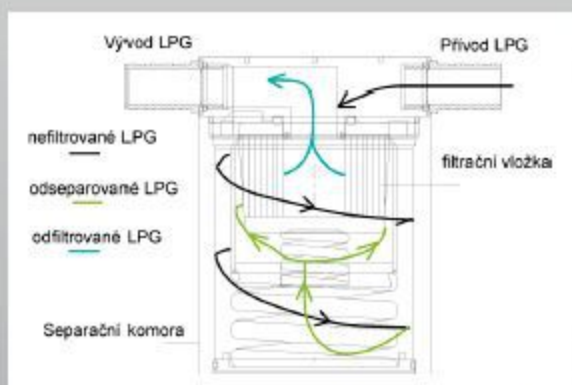 Vývod LPG
Přívod LPG
nefiltrované LPG
filtrační vložka
odseparované LPG
odfiltrované LPG
Separační komora